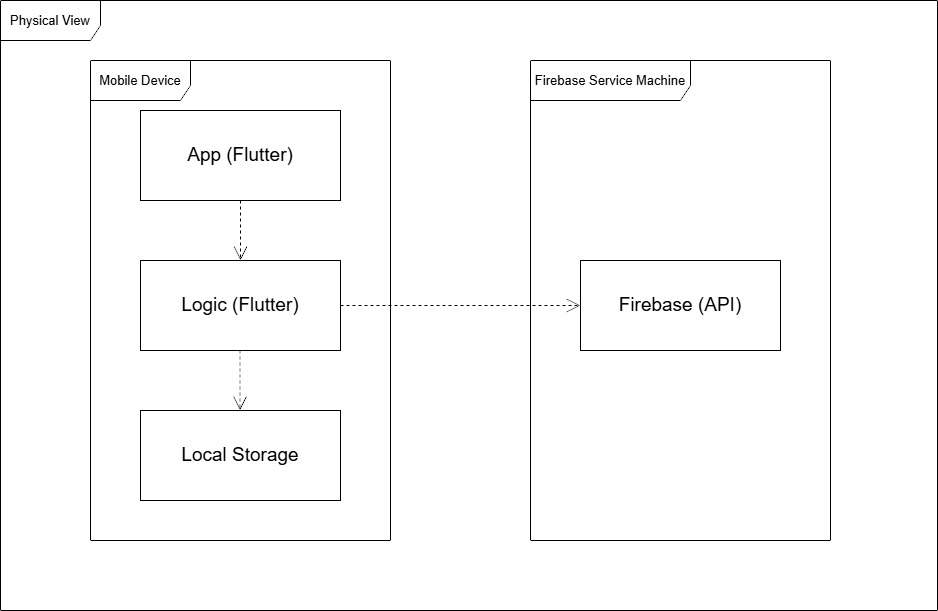 Physical View
Mobile Device
Firebase Service Machine
App (Flutter)
Logic (Flutter)
Firebase (API)
Local Storage